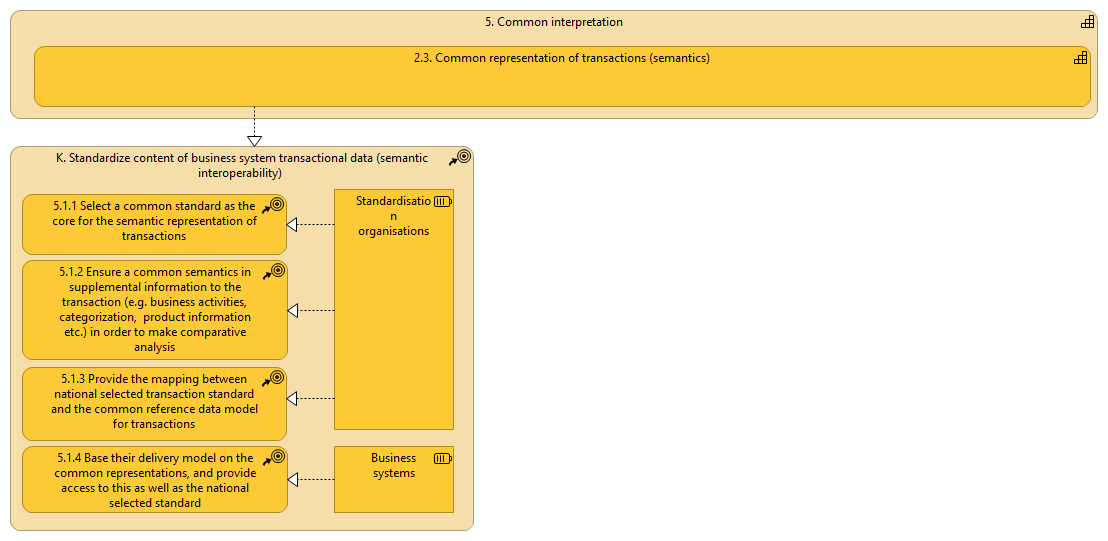 5. Common interpretation
2.3. Common representation of transactions (semantics)
K. Standardize content of business system transactional data (semantic
interoperability)
5.1.1 Select a common standard as the
core for the semantic representation of
transactions
Standardisatio
n
organisations
5.1.2 Ensure a common semantics in
supplemental information to the
transaction (e.g. business activities,
categorization,  product information
etc.) in order to make comparative
analysis
5.1.3 Provide the mapping between
national selected transaction standard
and the common reference data model
for transactions
5.1.4 Base their delivery model on the
common representations, and provide
access to this as well as the national
selected standard
Business
systems